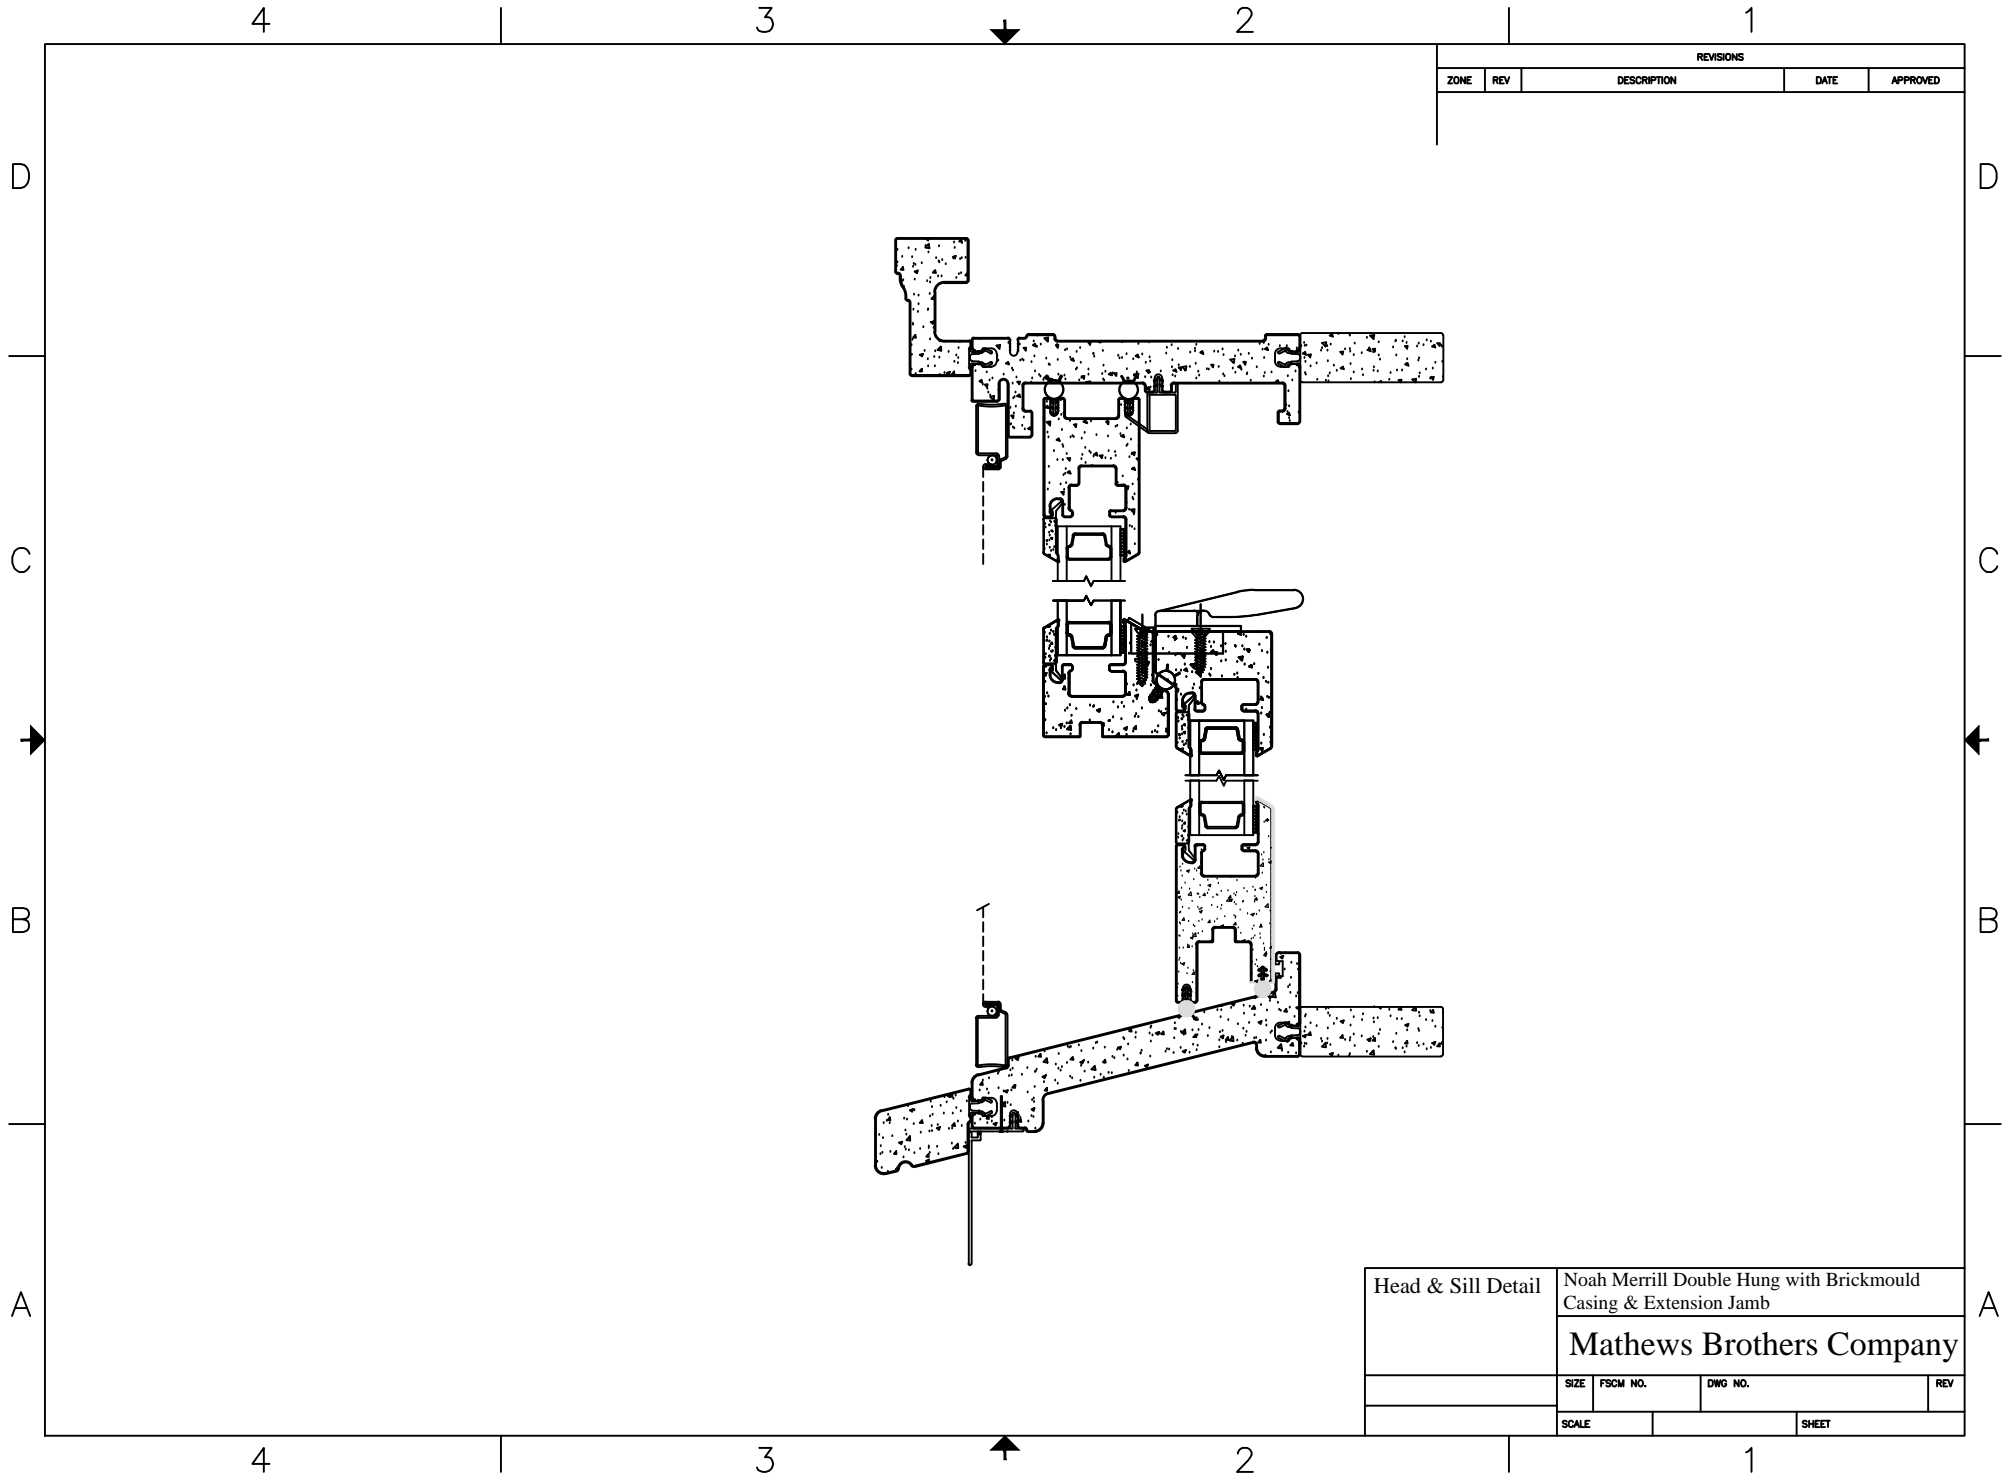 4 3 2 1
REVISIONS
ZONE REV DESCRIPTION DATE APPROVED
D D
C C
B B
A A
Head & Sill Detail
Noah Merrill Double Hung with Brickmould
Casing & Extension Jamb
Mathews Brothers Company
SIZE FSCM NO. DWG NO. REV
SCALE SHEET
4 3 2 1